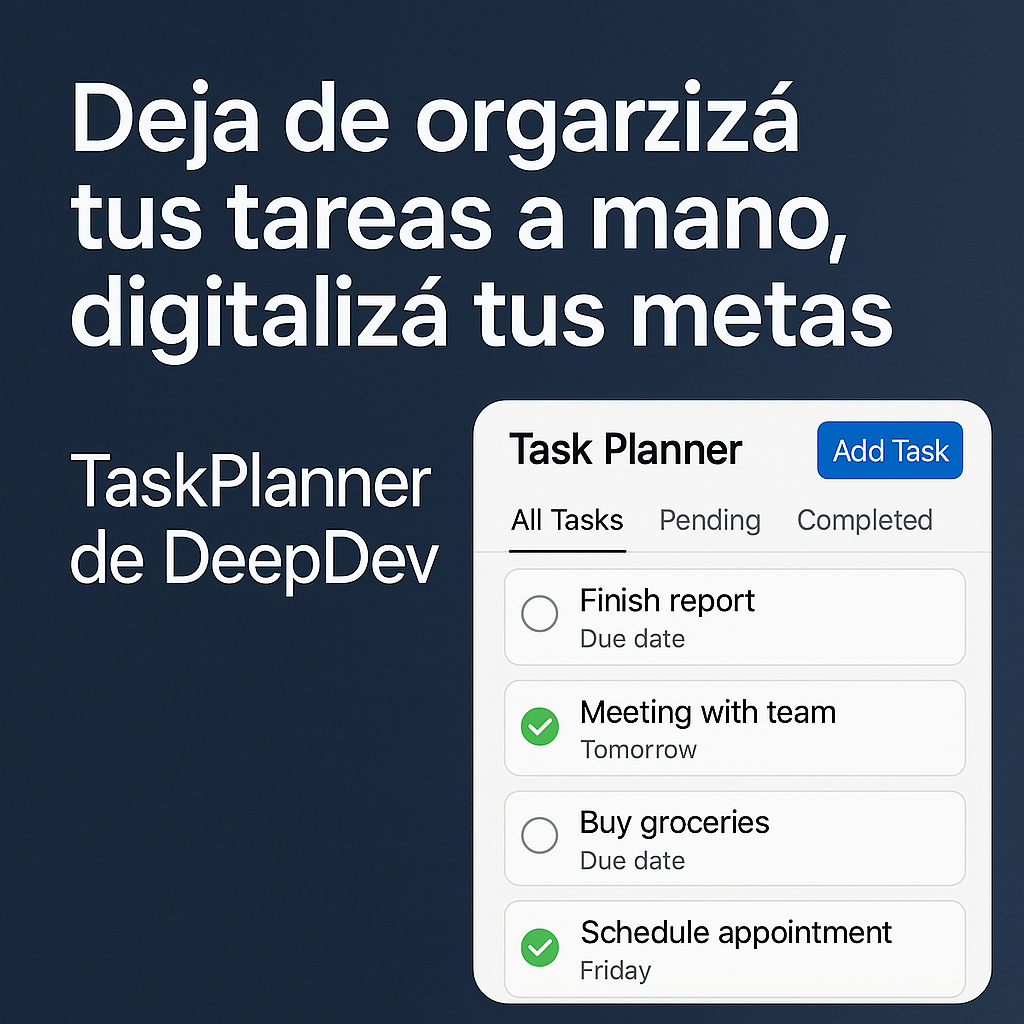 Deja de orgarzizá
tus tareas a mano,
digitalizá tus metas
TaskPlanner
de DeepDev
Task Planner
Add Task
All Tasks
Pending
Completed
Finish report
Due date
Meeting with team
Tomorrow
Buy groceries
Due date
Schedule appointment
Friday